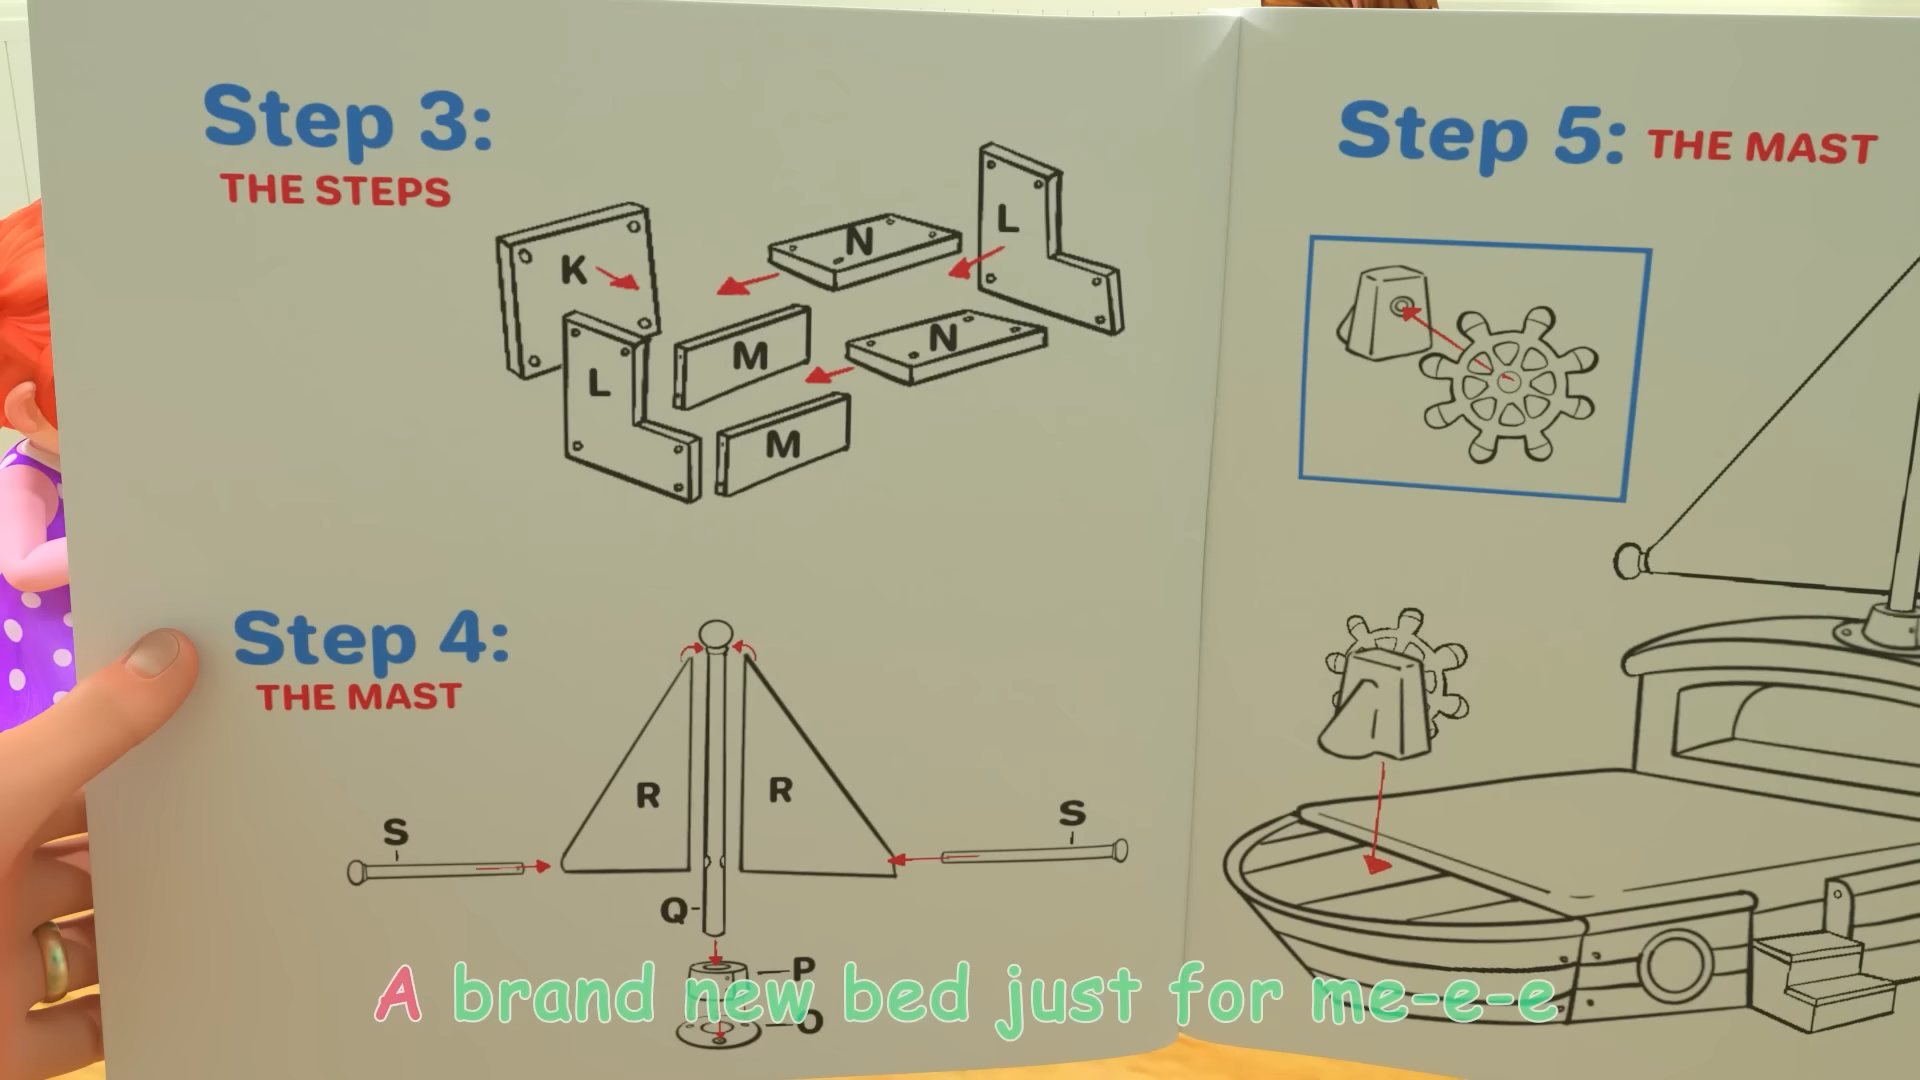 Step 3:
THE STEPS
K
N
L
L
M
N
M
Step 4:
THE MAST
R
R
S
S
Q
P
O
Step 5: THE MAST
A brand new bed just for me-e-e